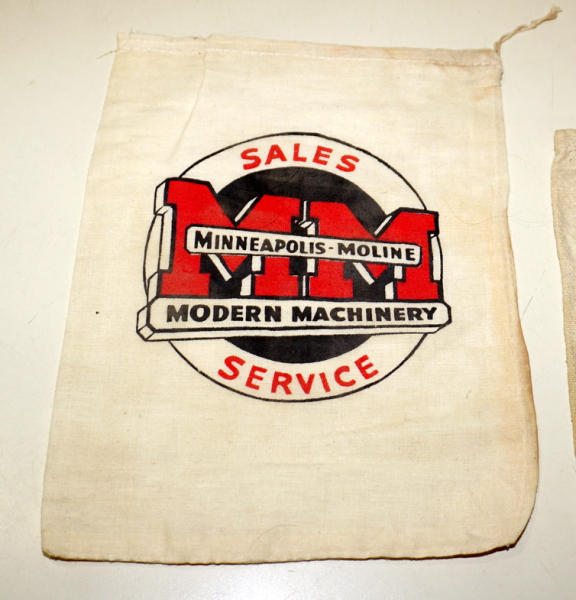 SALES
MM
MINNEAPOLIS-MOLINE
MODERN MACHINERY
SERVICE